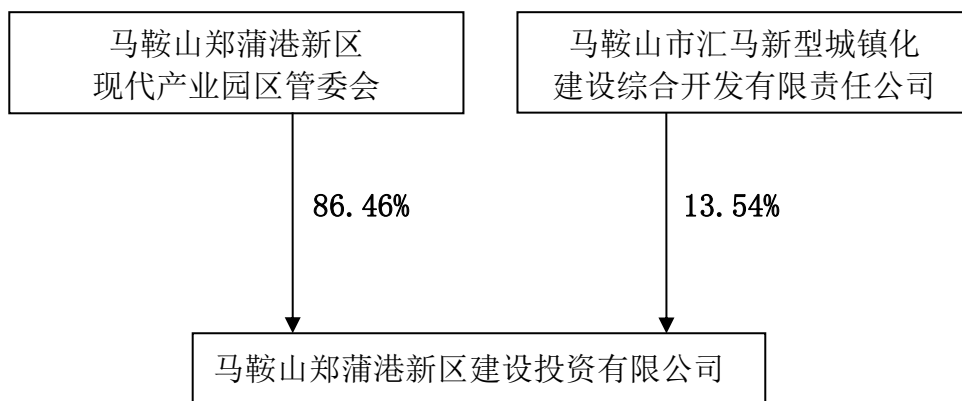 马鞍山郑蒲港新区
现代产业园区管委会
马鞍山市汇马新型城镇化
建设综合开发有限责任公司
86.46%
13.54%
马鞍山郑蒲港新区建设投资有限公司